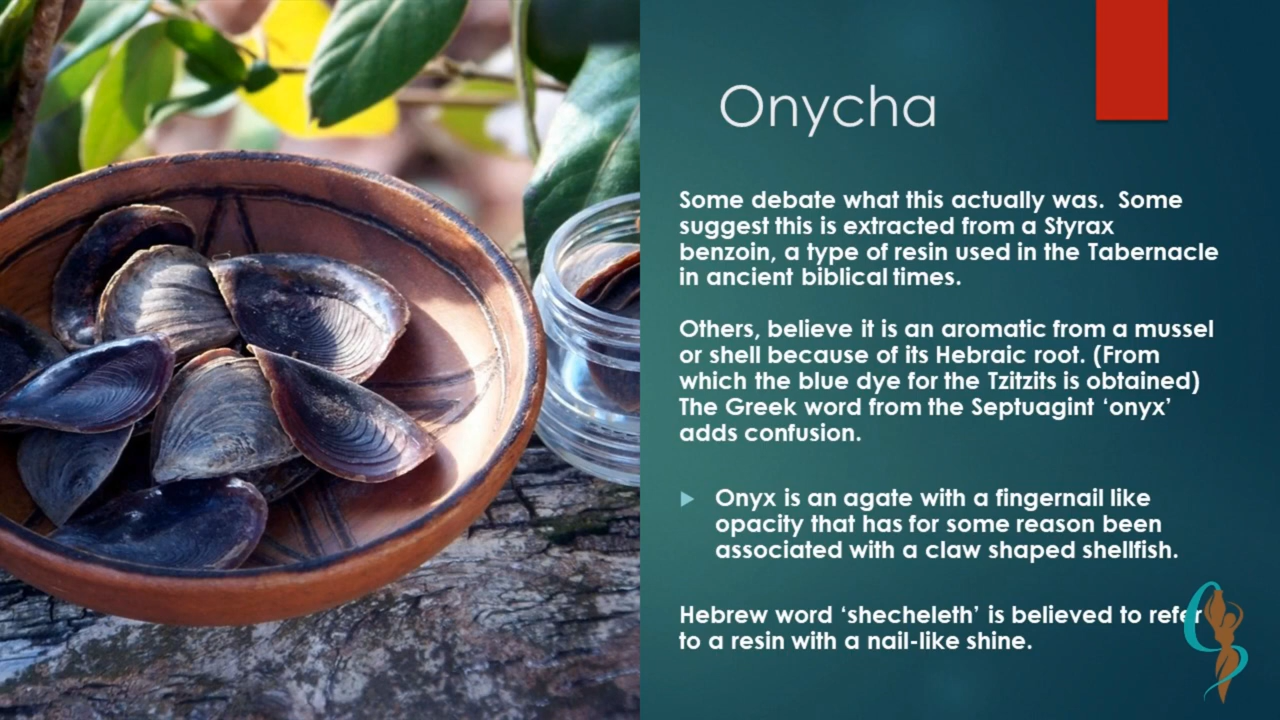 Onycha
Some debate what this actually was.  Some
suggest this is extracted from a Styrax
benzoin, a type of resin used in the Tabernacle
in ancient biblical times.
Others, believe it is an aromatic from a mussel
or shell because of its Hebraic root. (From
which the blue dye for the Tzitzits is obtained)
The Greek word from the Septuagint ‘onyx’
adds confusion.
Onyx is an agate with a fingernail like
opacity that has for some reason been
associated with a claw shaped shellfish.
Hebrew word ‘shecheleth’ is believed to refer
to a resin with a nail-like shine.